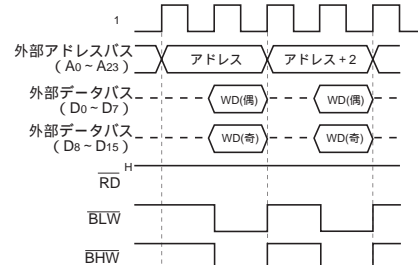 1
外部アドレスバス
(A0 ~ A23)
アドレス
アドレス+2
外部データバス
(D0 ~ D7)
WD(偶)
WD(偶)
外部データバス
(D8 ~ D15)
WD(奇)
WD(奇)
H
RD
BLW
BHW